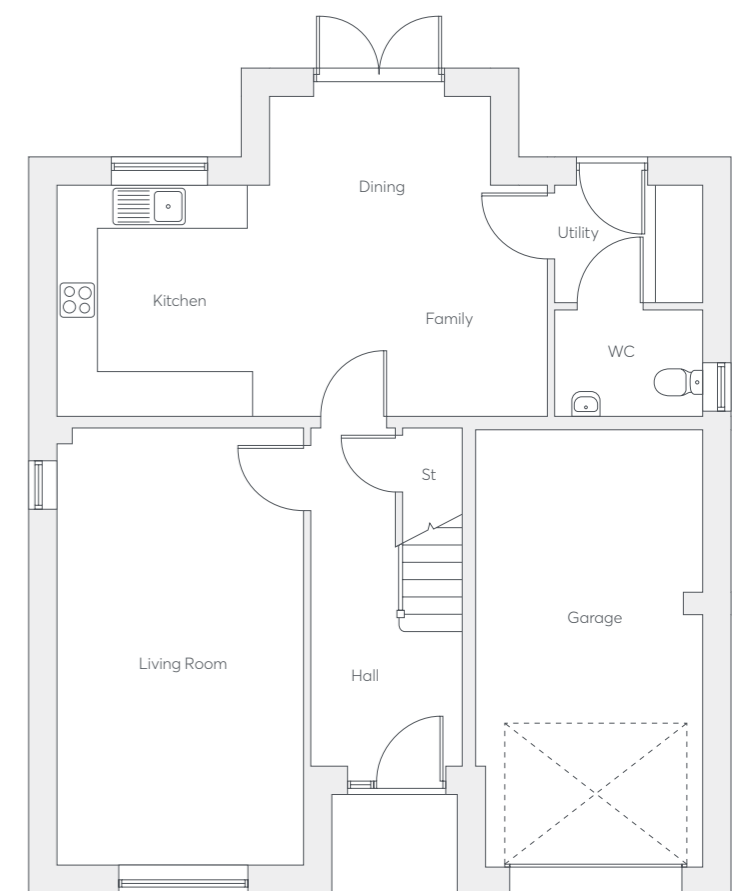 Dining
Utility
Kitchen
Family
WC
St
Garage
Living Room
Hall